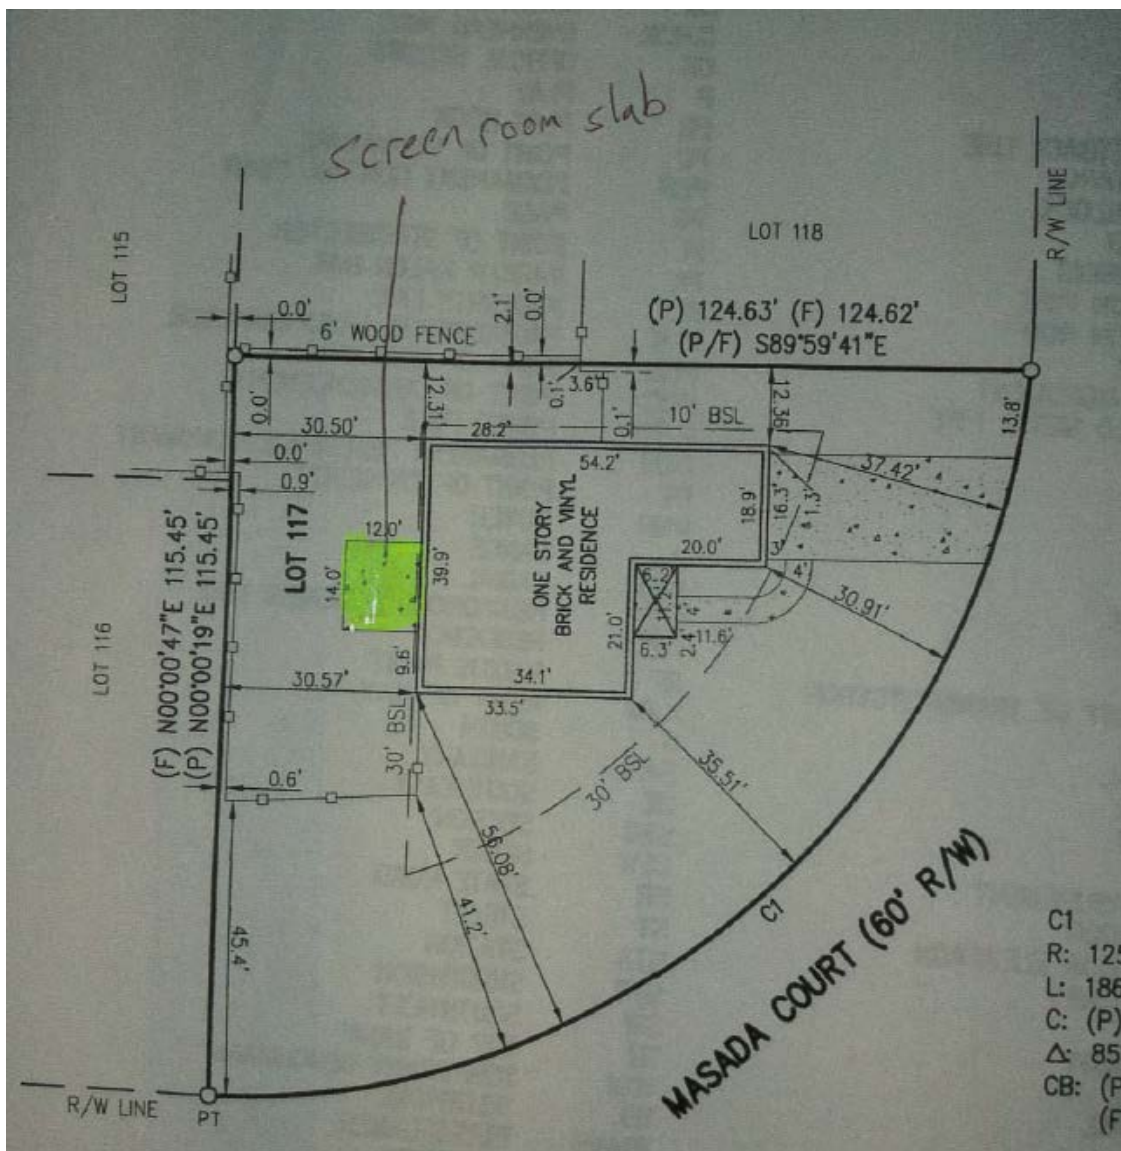 screen room slab
LOT 115
LOT 118
R/W LINE
0.0'
6' WOOD FENCE
2.1'
0.0'
(P) 124.63' (F) 124.62'
(P/F) S89°59'41"E
0.0'
30.50'
12.31'
28.2'
0.1'
3.6'
0.1'
10' BSL
12.36'
13.8'
0.0'
0.9'
54.2'
37.42'
LOT 117
12.0'
14.0'
39.9'
ONE STORY
BRICK AND VINYL
RESIDENCE
18.9'
16.3'
1.3'
20.0'
3'
4'
6.2'
30.91'
21.0'
6.3'
2.4'
11.6'
LOT 116
(F) N00°00'47"E 115.45'
(P) N00°00'19"E 115.45'
9.6'
30.57'
34.1'
33.5'
30' BSL
30' BSL
35.51'
0.6'
56.08'
41.2'
45.4'
C1
MASADA COURT (60' R/W)
R/W LINE
PT
C1
R: 125
L: 186
C: (P)
Δ: 85
CB: (P
(F